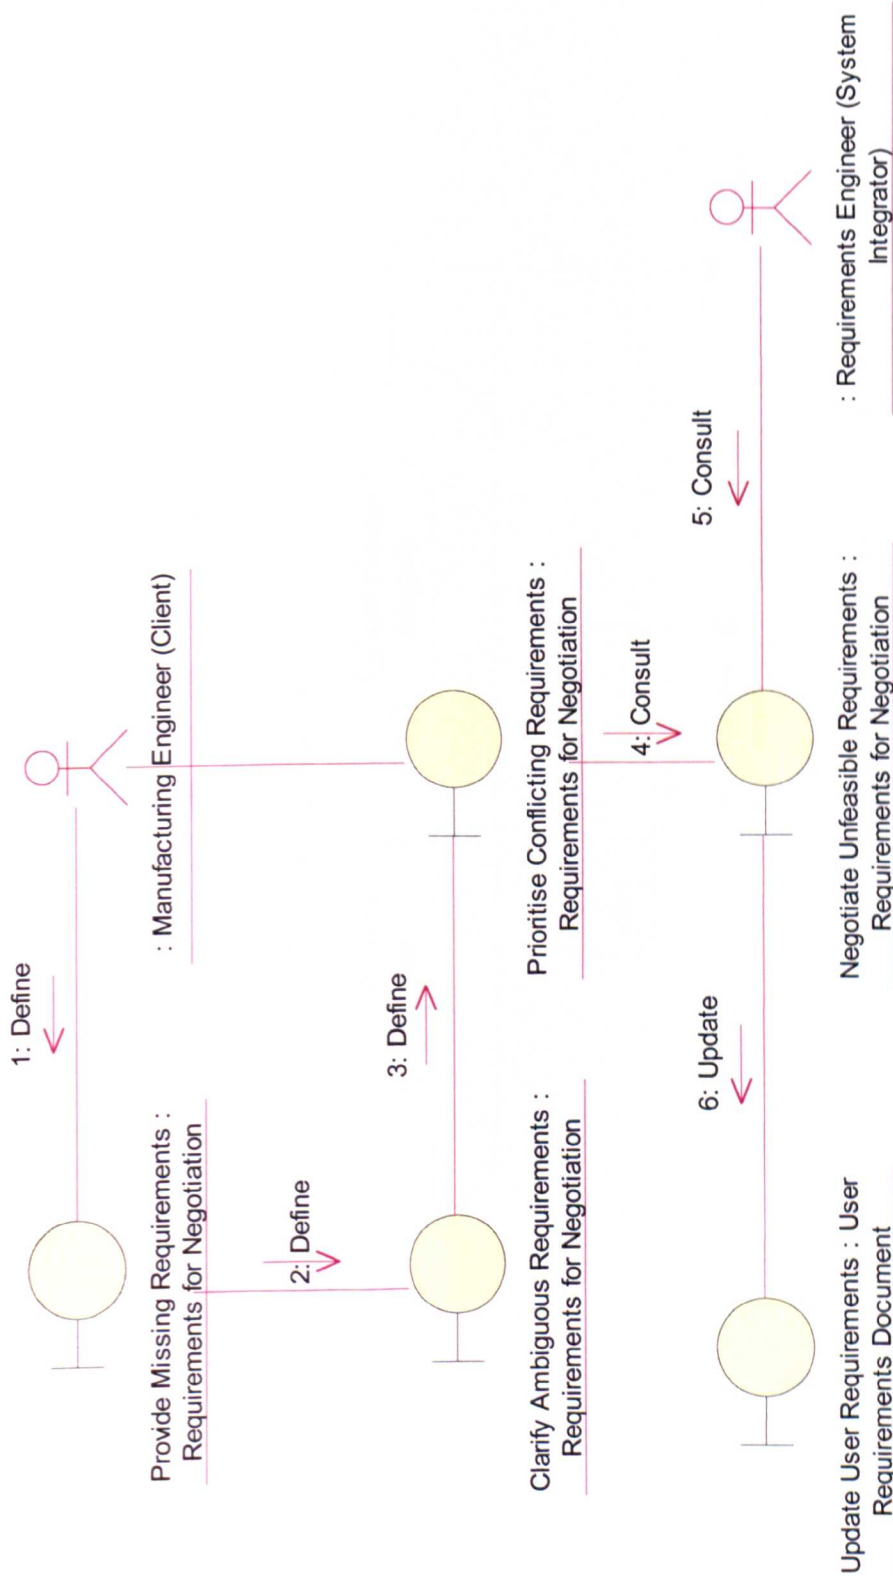 1: Define
: Manufacturing Engineer (Client)
Provide Missing Requirements :
Requirements for Negotiation
2: Define
3: Define
Clarify Ambiguous Requirements :
Requirements for Negotiation
Prioritise Conflicting Requirements :
Requirements for Negotiation
4: Consult
5: Consult
6: Update
Update User Requirements : User
Requirements Document
Negotiate Unfeasible Requirements :
Requirements for Negotiation
: Requirements Engineer (System
Integrator)